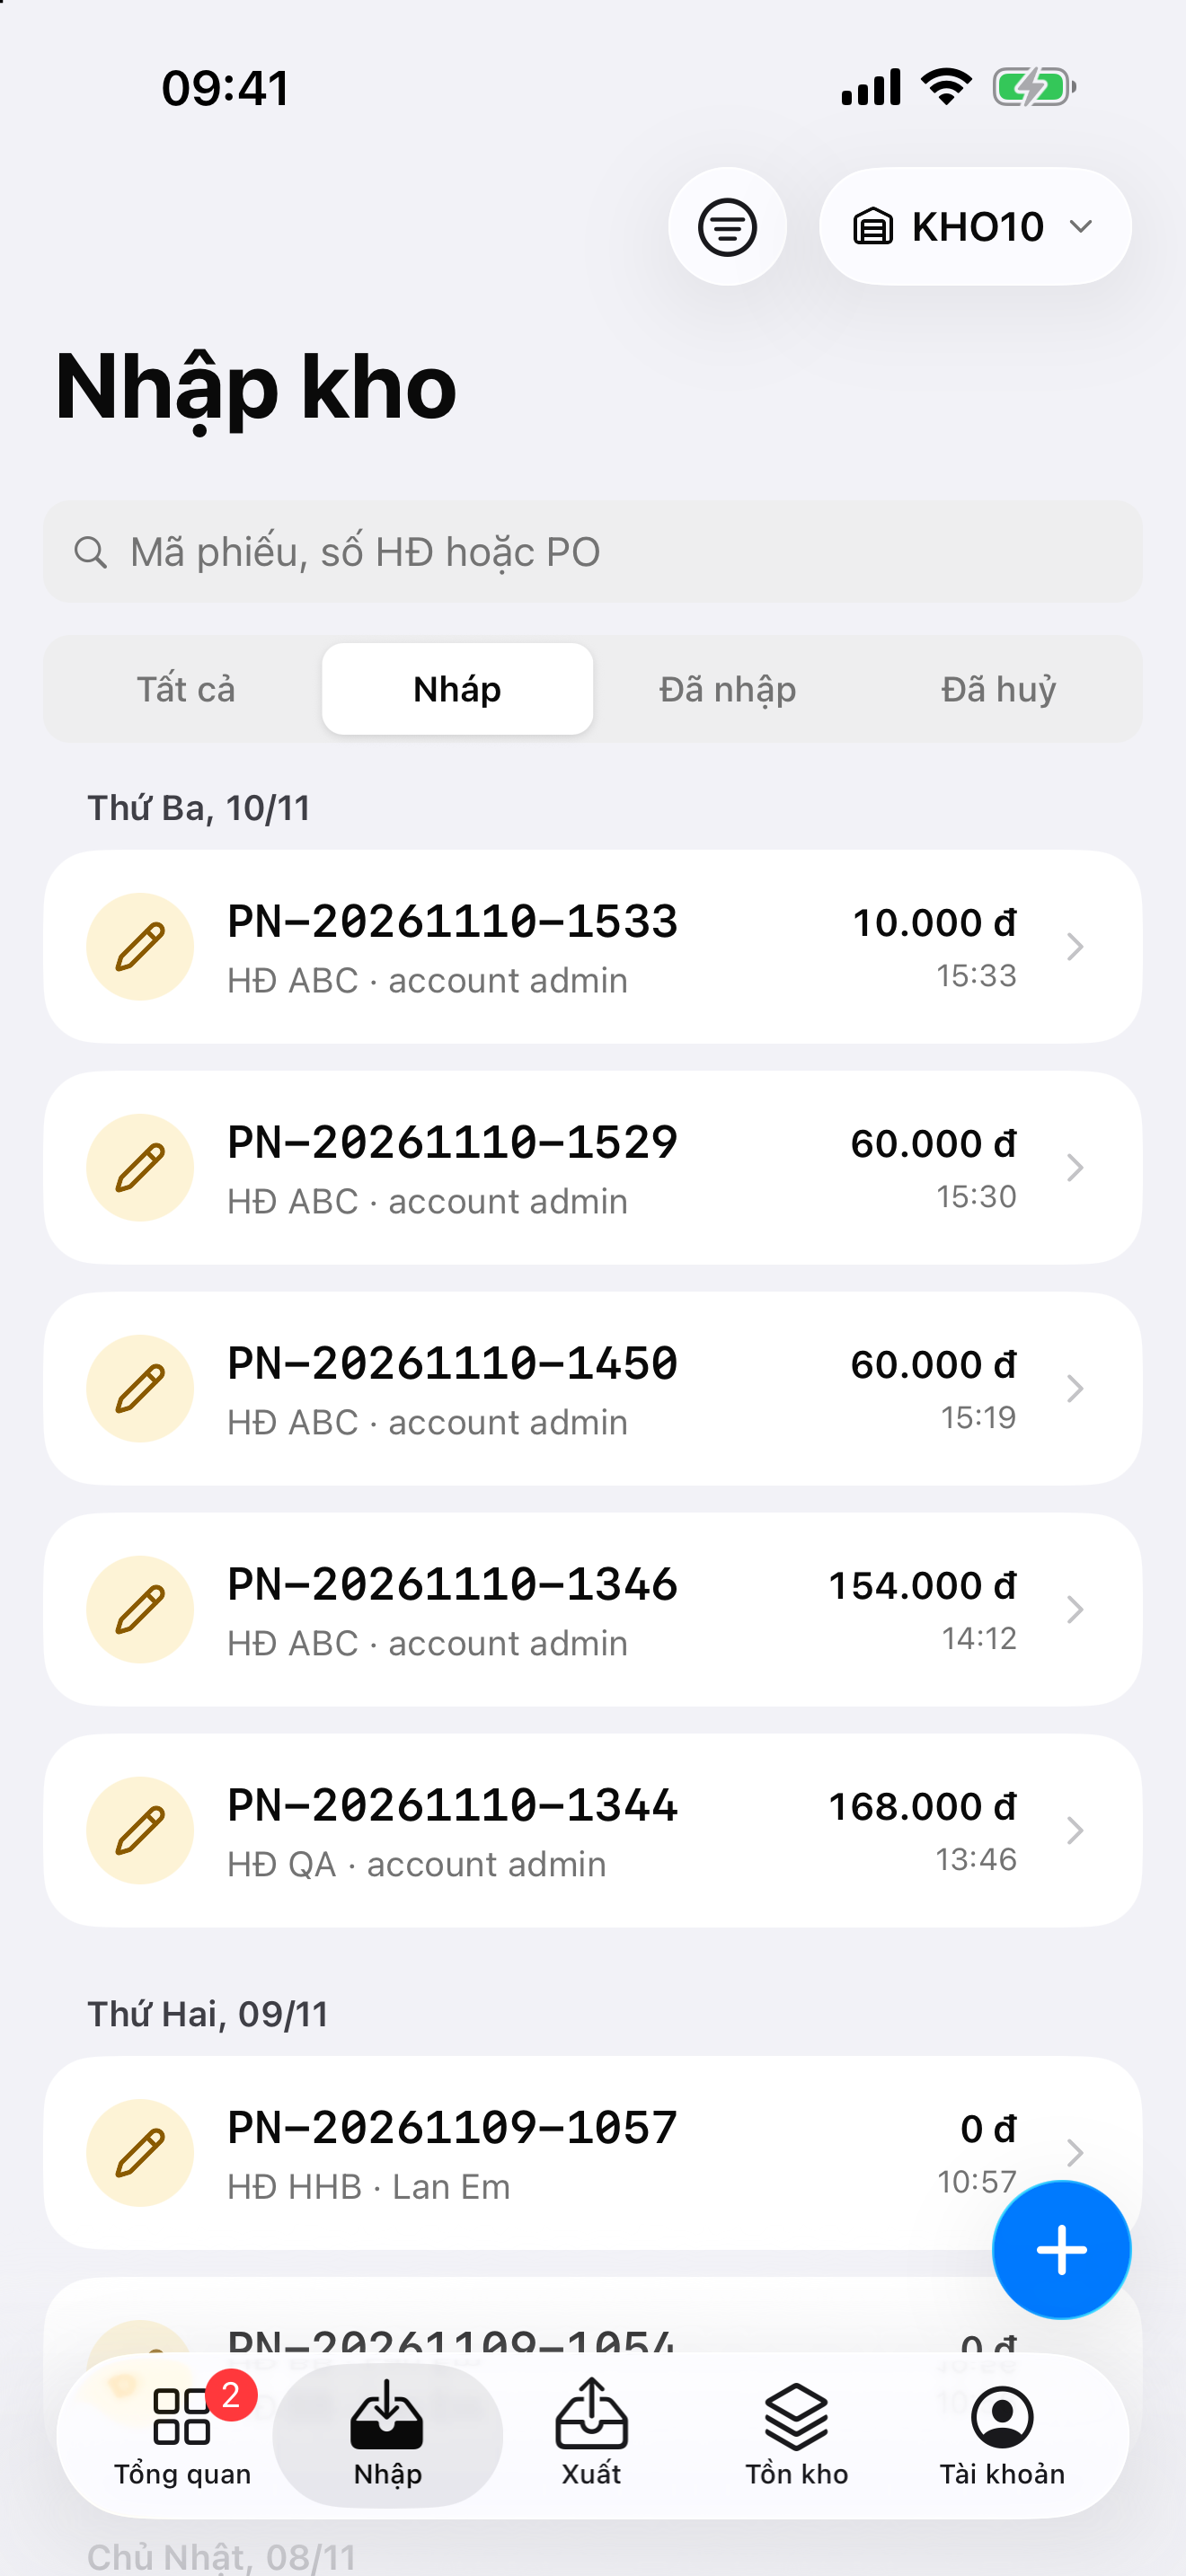 09:41
KHO10
Nhập kho
Mã phiếu, số HĐ hoặc PO
Tất cả
Nháp
Đã nhập
Đã huỷ
Thứ Ba, 10/11
PN-20261110-1533
10.000 đ
HĐ ABC · account admin
15:33
PN-20261110-1529
60.000 đ
HĐ ABC · account admin
15:30
PN-20261110-1450
60.000 đ
HĐ ABC · account admin
15:19
PN-20261110-1346
154.000 đ
HĐ ABC · account admin
14:12
PN-20261110-1344
168.000 đ
HĐ QA · account admin
13:46
Thứ Hai, 09/11
PN-20261109-1057
0 đ
HĐ HHB · Lan Em
10:57
PN-20261109-1054
0 đ
2
Tổng quan
Nhập
Xuất
Tồn kho
Tài khoản
Chủ Nhật, 08/11